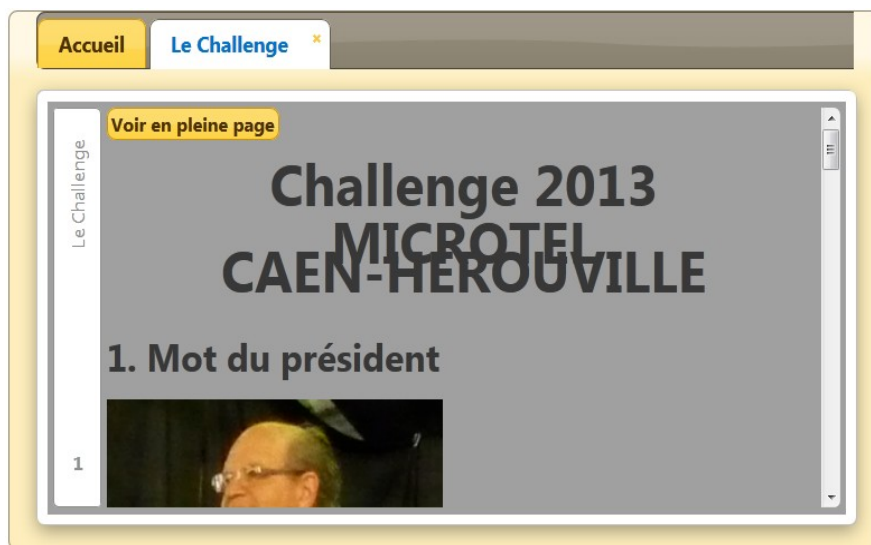 Accueil
Le Challenge
Voir en pleine page
Le Challenge
Challenge 2013
MICROTEL
CAEN-HEROUVILLE
1. Mot du président
1